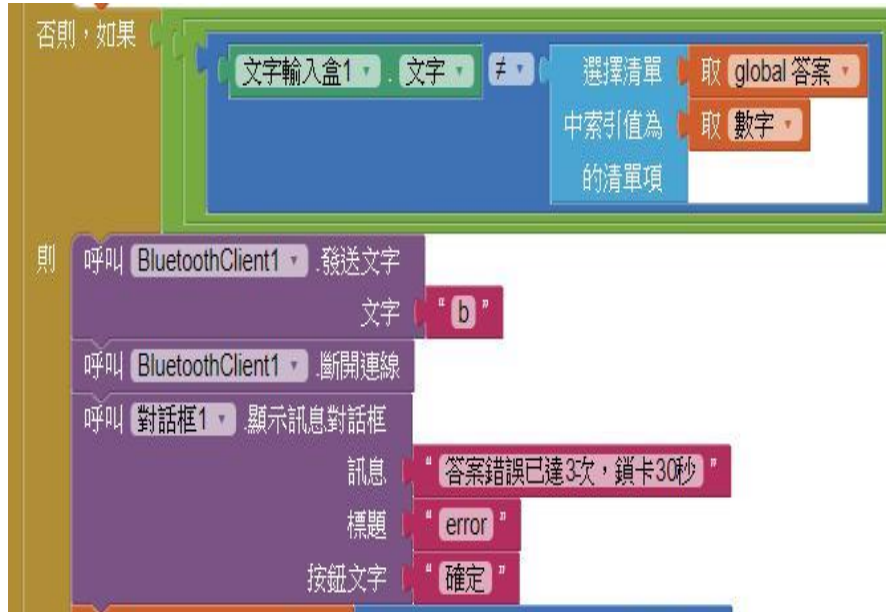 否則，如果
文字輸入盒1 . 文字 ≠ 選擇清單 取 global 答案
中索引值為 取 數字
的清單項
則 呼叫 BluetoothClient1 .發送文字
文字 "b"
呼叫 BluetoothClient1 .斷開連線
呼叫 對話框1 .顯示訊息對話框
訊息 "答案錯誤已達3次，鎖卡30秒"
標題 "error"
按鈕文字 "確定"